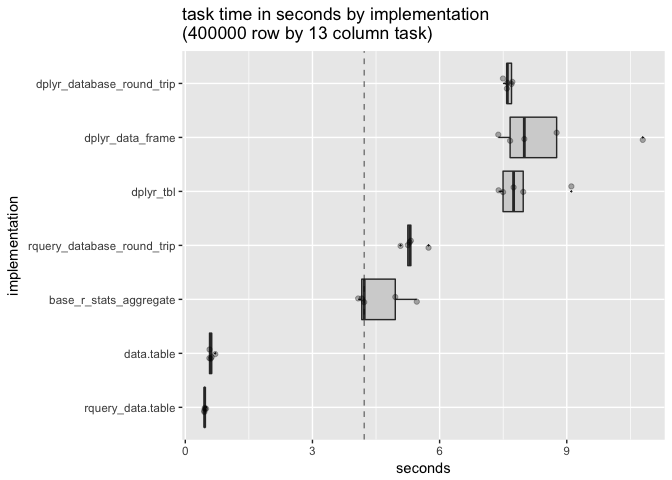 task time in seconds by implementation
(400000 row by 13 column task)
implementation
dplyr_database_round_trip
dplyr_data_frame
dplyr_tbl
rquery_database_round_trip
base_r_stats_aggregate
data.table
rquery_data.table
0 3 6 9
seconds